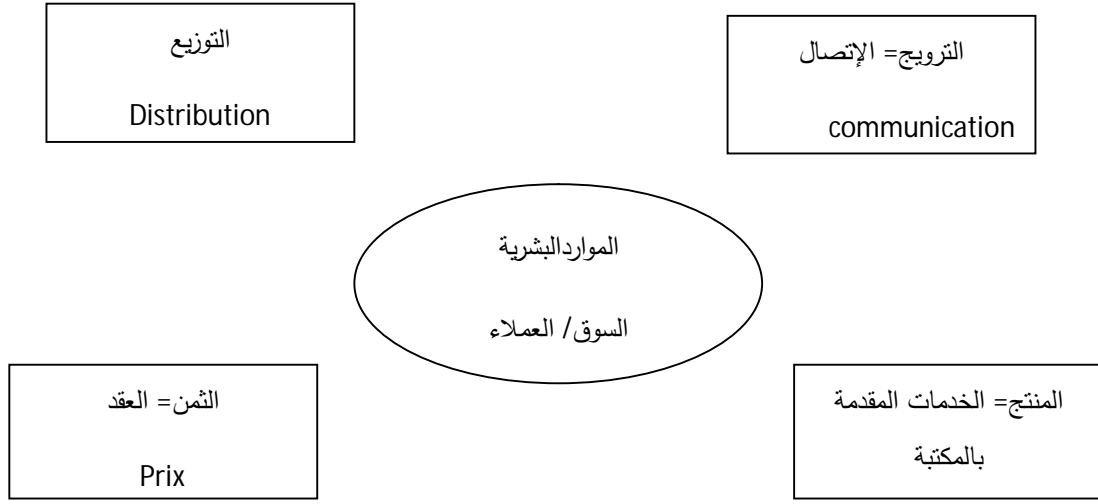 الترويج= الإتصال
communication
التوزيع
Distribution
المواردالبشرية
السوق/ العملاء
المنتج= الخدمات المقدمة
بالمكتبة
الثمن= العقد
Prix